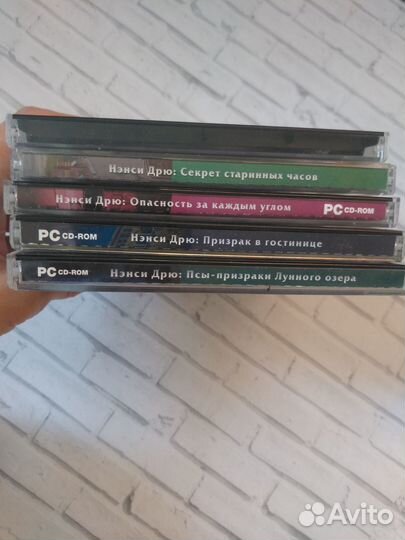 Нэнси Дрю: Секрет старинных часов
Нэнси Дрю: Опасность за каждым углом PC CD-ROM
PC CD-ROM Нэнси Дрю: Призрак в гостинице
PC CD-ROM Нэнси Дрю: Псы-призраки Лунного озера
Avito